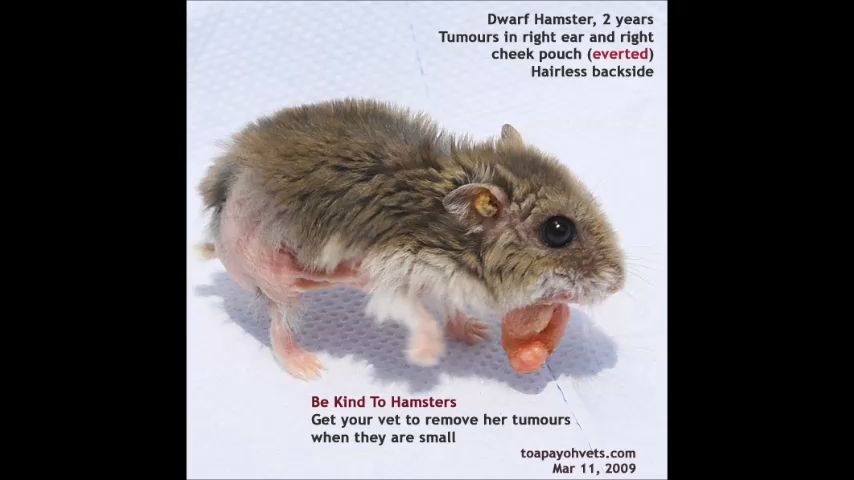 Dwarf Hamster, 2 years
Tumours in right ear and right
cheek pouch (everted)
Hairless backside
Be Kind To Hamsters
Get your vet to remove her tumours
when they are small
toapayohvets.com
Mar 11, 2009